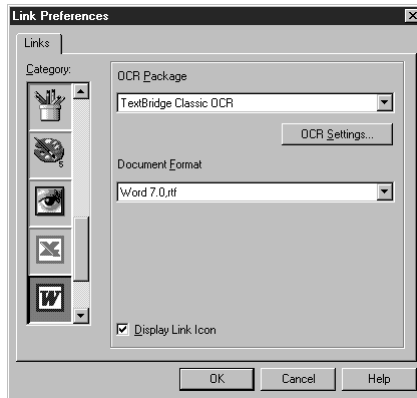 Link Preferences
Links
Category:
OCR Package
TextBridge Classic OCR
OCR Settings...
Document Format
Word 7.0,rtf
5
X
W
Display Link Icon
OK
Cancel
Help